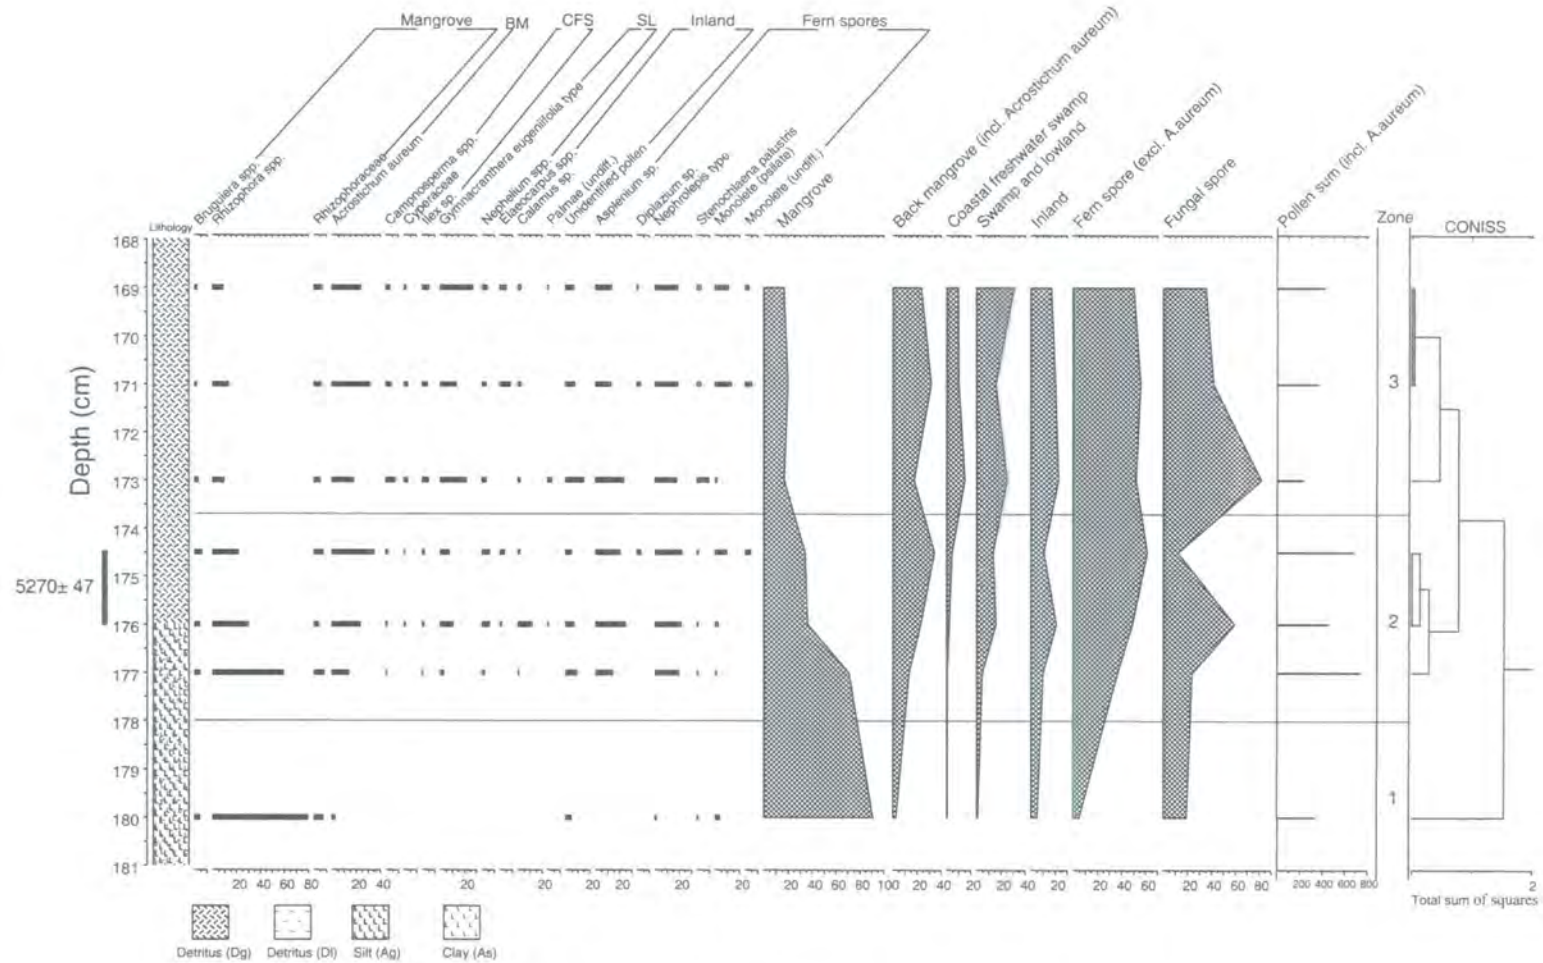 Mangrove BM CFS SL Inland Fern spores
Bruguiera spp.
Rhizophora spp.
Rhizophoraceae
Acrostichum aureum
Campnosperma spp.
Cyperaceae
Ilex sp.
Gymnacranthera eugeniifolia type
Nephelium spp.
Elaeocarpus spp.
Calamus sp.
Palmae (undiff.)
Unidentified pollen
Asplenium sp.
Diplazium sp.
Nephrolepis type
Stenochlaena palustris
Monolete (psilate)
Monolete (undiff.)
Mangrove
Back mangrove (incl. Acrostichum aureum)
Coastal freshwater swamp
Swamp and lowland
Inland
Fern spore (excl. A.aureum)
Fungal spore
Pollen sum (incl. A.aureum)
Zone
CONISS
Lithology
Depth (cm)
168
169
170
171
172
173
174
175
176
177
178
179
180
181
5270± 47
3
2
1
20 40 60 80 20 40 20 20 20 20 20 20 20 40 60 80 100 20 40 20 40 20 20 40 60 20 40 60 80 200 400 600 800 2
Total sum of squares
Detritus (Dg) Detritus (Dl) Silt (Ag) Clay (As)